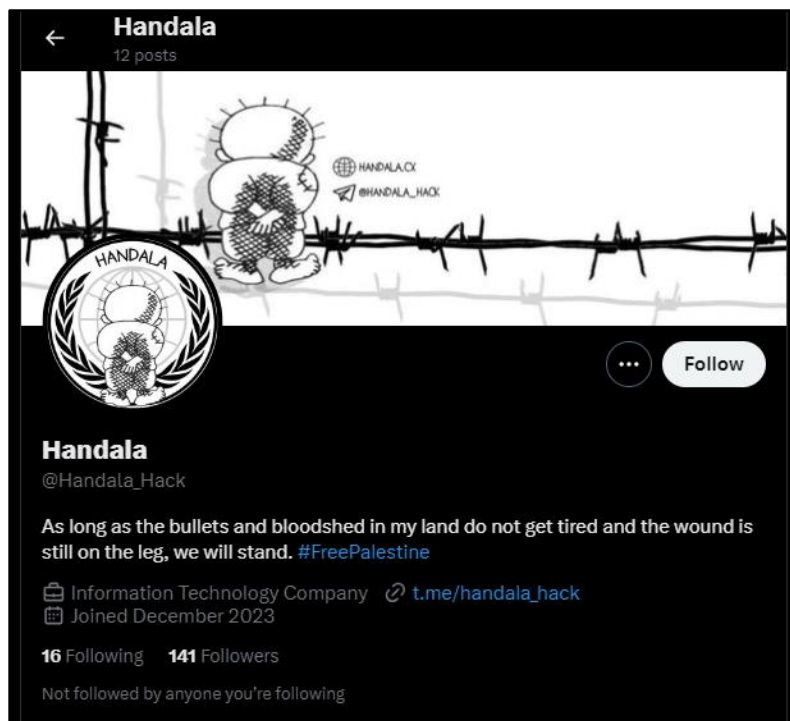 Handala
12 posts
HANDALA.CX
@HANDALA_HACK
HANDALA
Follow
Handala
@Handala_Hack
As long as the bullets and bloodshed in my land do not get tired and the wound is
still on the leg, we will stand. #FreePalestine
Information Technology Company t.me/handala_hack
Joined December 2023
16 Following 141 Followers
Not followed by anyone you’re following